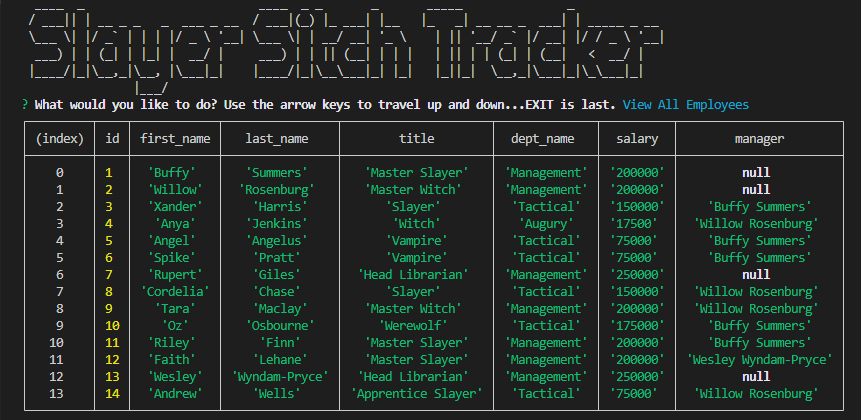 Slayer Sitch Tracker
? What would you like to do? Use the arrow keys to travel up and down...EXIT is last. View All Employees
(index) id first_name last_name title dept_name salary manager
0 1 'Buffy' 'Summers' 'Master Slayer' 'Management' '200000' null
1 2 'Willow' 'Rosenburg' 'Master Witch' 'Management' '200000' null
2 3 'Xander' 'Harris' 'Slayer' 'Tactical' '150000' 'Buffy Summers'
3 4 'Anya' 'Jenkins' 'Witch' 'Augury' '17500' 'Willow Rosenburg'
4 5 'Angel' 'Angelus' 'Vampire' 'Tactical' '75000' 'Buffy Summers'
5 6 'Spike' 'Pratt' 'Vampire' 'Tactical' '75000' 'Buffy Summers'
6 7 'Rupert' 'Giles' 'Head Librarian' 'Management' '250000' null
7 8 'Cordelia' 'Chase' 'Slayer' 'Tactical' '150000' 'Willow Rosenburg'
8 9 'Tara' 'Maclay' 'Master Witch' 'Management' '200000' 'Willow Rosenburg'
9 10 'Oz' 'Osbourne' 'Werewolf' 'Tactical' '175000' 'Buffy Summers'
10 11 'Riley' 'Finn' 'Master Slayer' 'Management' '200000' 'Buffy Summers'
11 12 'Faith' 'Lehane' 'Master Slayer' 'Management' '200000' 'Wesley Wyndam-Pryce'
12 13 'Wesley' 'Wyndam-Pryce' 'Head Librarian' 'Management' '250000' null
13 14 'Andrew' 'Wells' 'Apprentice Slayer' 'Tactical' '75000' 'Willow Rosenburg'